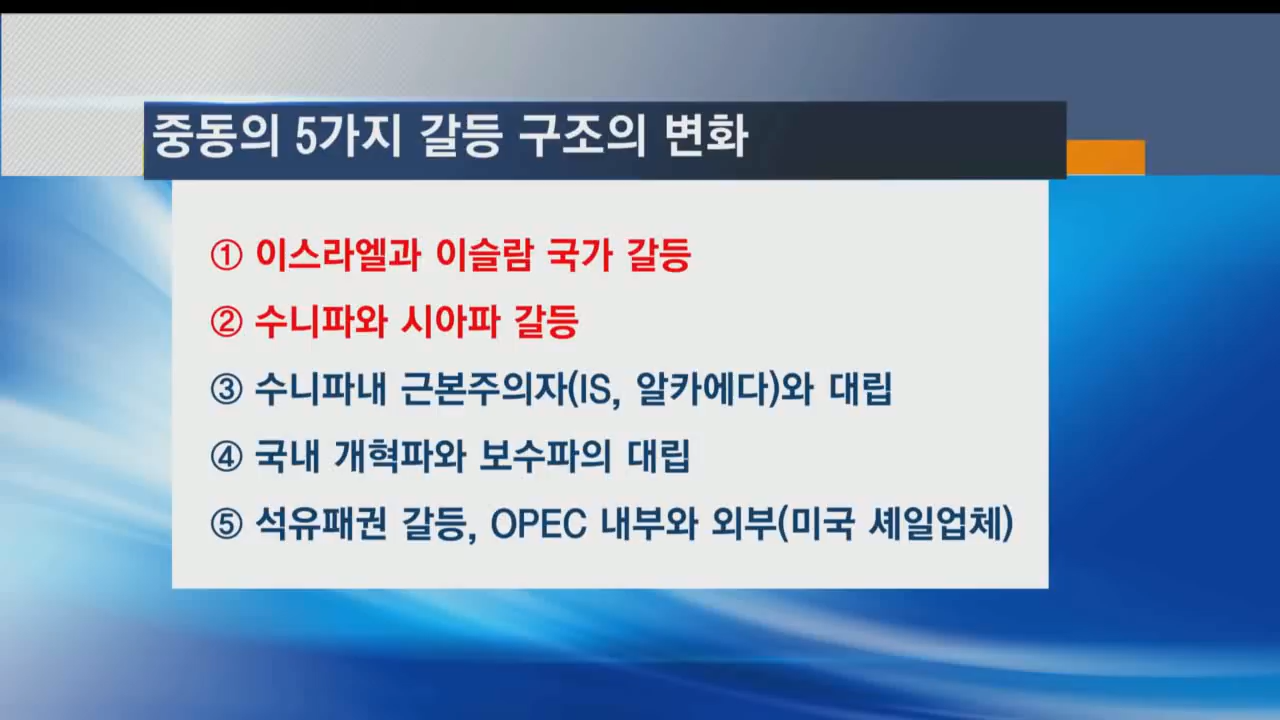 중동의 5가지 갈등 구조의 변화
① 이스라엘과 이슬람 국가 갈등
② 수니파와 시아파 갈등
③ 수니파내 근본주의자(IS, 알카에다)와 대립
④ 국내 개혁파와 보수파의 대립
⑤ 석유패권 갈등, OPEC 내부와 외부(미국 셰일업체)